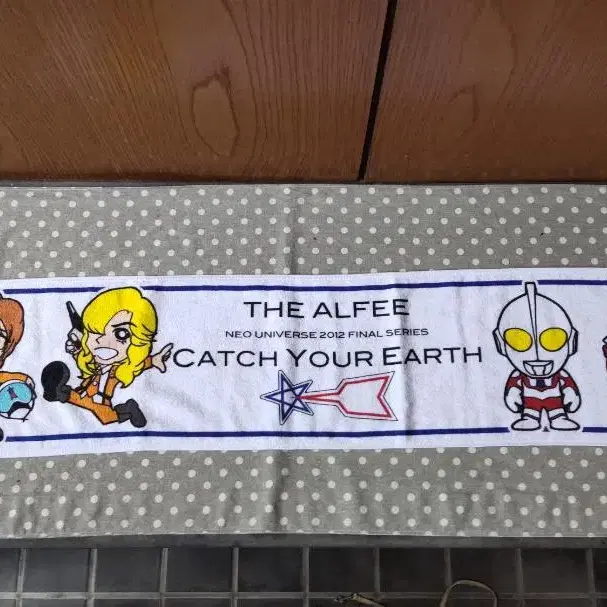 THE ALFEE
NEO UNIVERSE 2012 FINAL SERIES
CATCH YOUR EARTH